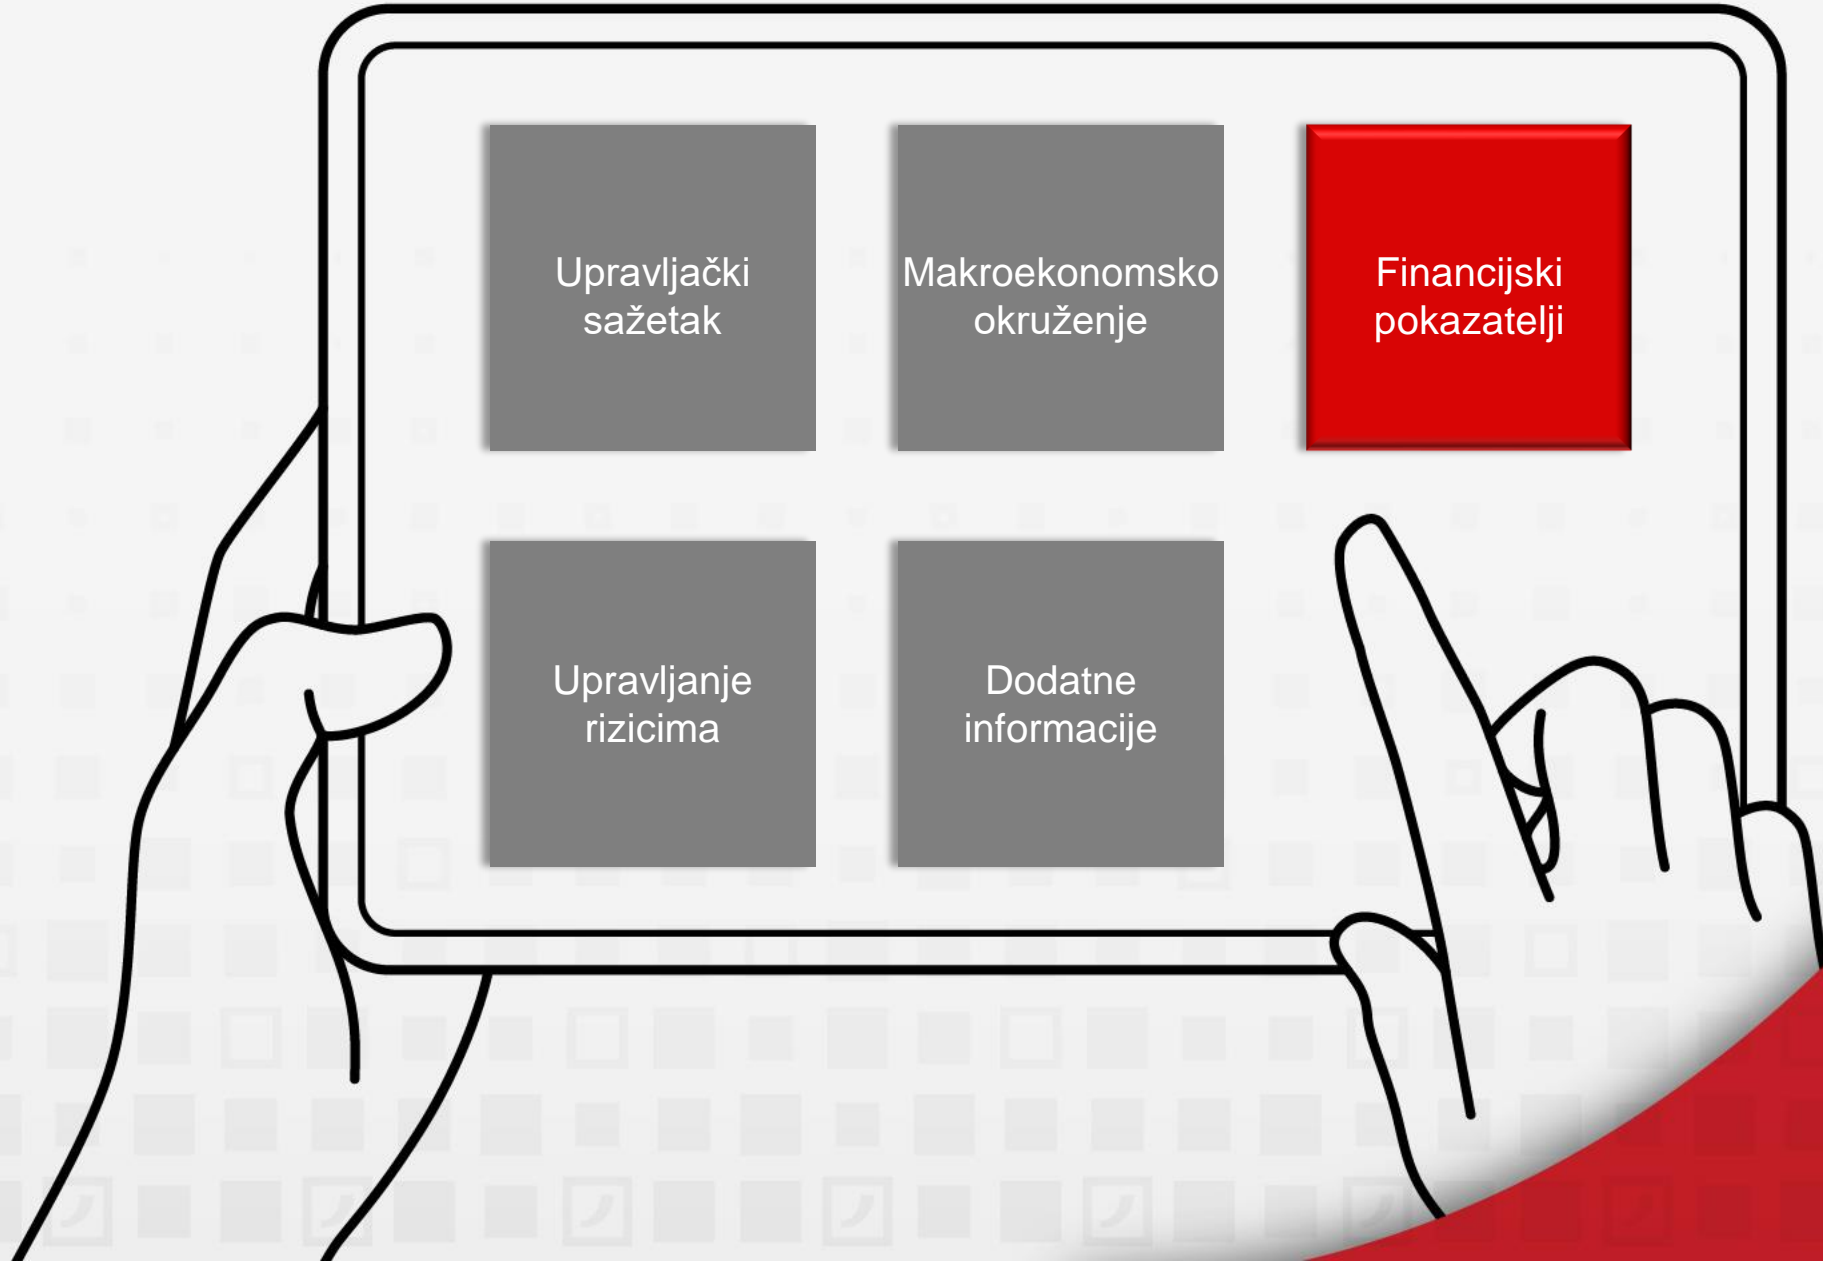 Upravljački
sažetak
Makroekonomsko
okruženje
Financijski
pokazatelji
Upravljanje
rizicima
Dodatne
informacije